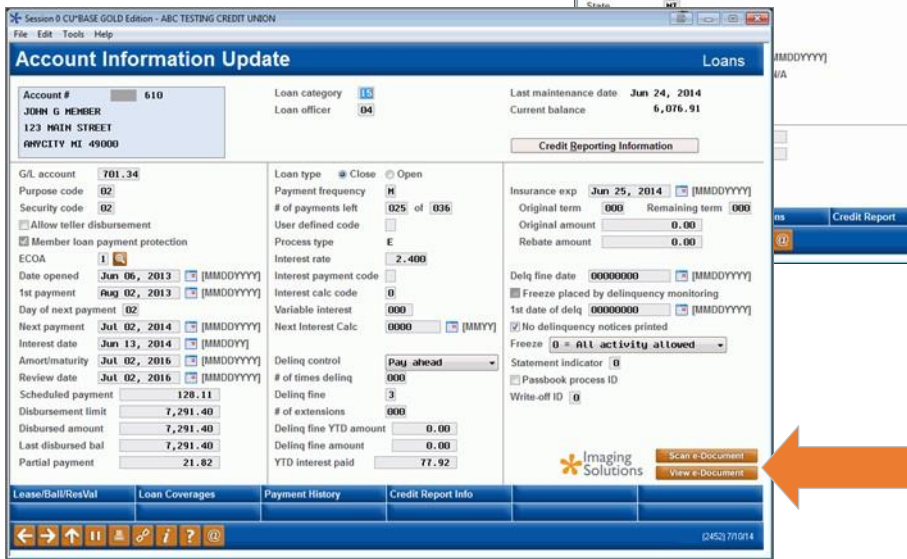 Session 0 CU*BASE GOLD Edition - ABC TESTING CREDIT UNION
File Edit Tools Help
Account Information Update Loans
Account # 610
JOHN G MEMBER
123 MAIN STREET
ANYCITY MI 49000
Loan category 15
Loan officer 04
Last maintenance date Jun 24, 2014
Current balance 6,076.91
Credit Reporting Information
G/L account 701.34
Purpose code 02
Security code 02
Allow teller disbursement
Member loan payment protection
ECOA 1
Date opened Jun 06, 2013 [MMDDYYYY]
1st payment Aug 02, 2013 [MMDDYYYY]
Day of next payment 02
Next payment Jul 02, 2014 [MMDDYYYY]
Interest date Jun 13, 2014 [MMDDYYYY]
Amort/maturity Jul 02, 2016 [MMDDYYYY]
Review date Jul 02, 2016 [MMDDYYYY]
Scheduled payment 128.11
Disbursement limit 7,291.40
Disbursed amount 7,291.40
Last disbursed bal 7,291.40
Partial payment 21.82
Loan type Close Open
Payment frequency M
# of payments left 025 of 036
User defined code
Process type E
Interest rate 2.400
Interest payment code
Interest calc code 0
Variable interest 000
Next Interest Calc 0000 [MMYY]
Delinq control Pay ahead
# of times delinq 000
Delinq fine 3
# of extensions 000
Delinq fine YTD amount 0.00
Delinq fine amount 0.00
YTD interest paid 77.92
Insurance exp Jun 25, 2014 [MMDDYYYY]
Original term 000 Remaining term 000
Original amount 0.00
Rebate amount 0.00
Delq fine date 00000000 [MMDDYYYY]
Freeze placed by delinquency monitoring
1st date of delq 00000000 [MMDDYYYY]
No delinquency notices printed
Freeze 0 = All activity allowed
Statement indicator 0
Passbook process ID
Write-off ID 0
Imaging Solutions
Scan e-Document
View e-Document
Lease/Ball/ResVal Loan Coverages Payment History Credit Report Info
(2452) 7/10/14
State MI
MMDDYYYY]
N/A
ns Credit Report